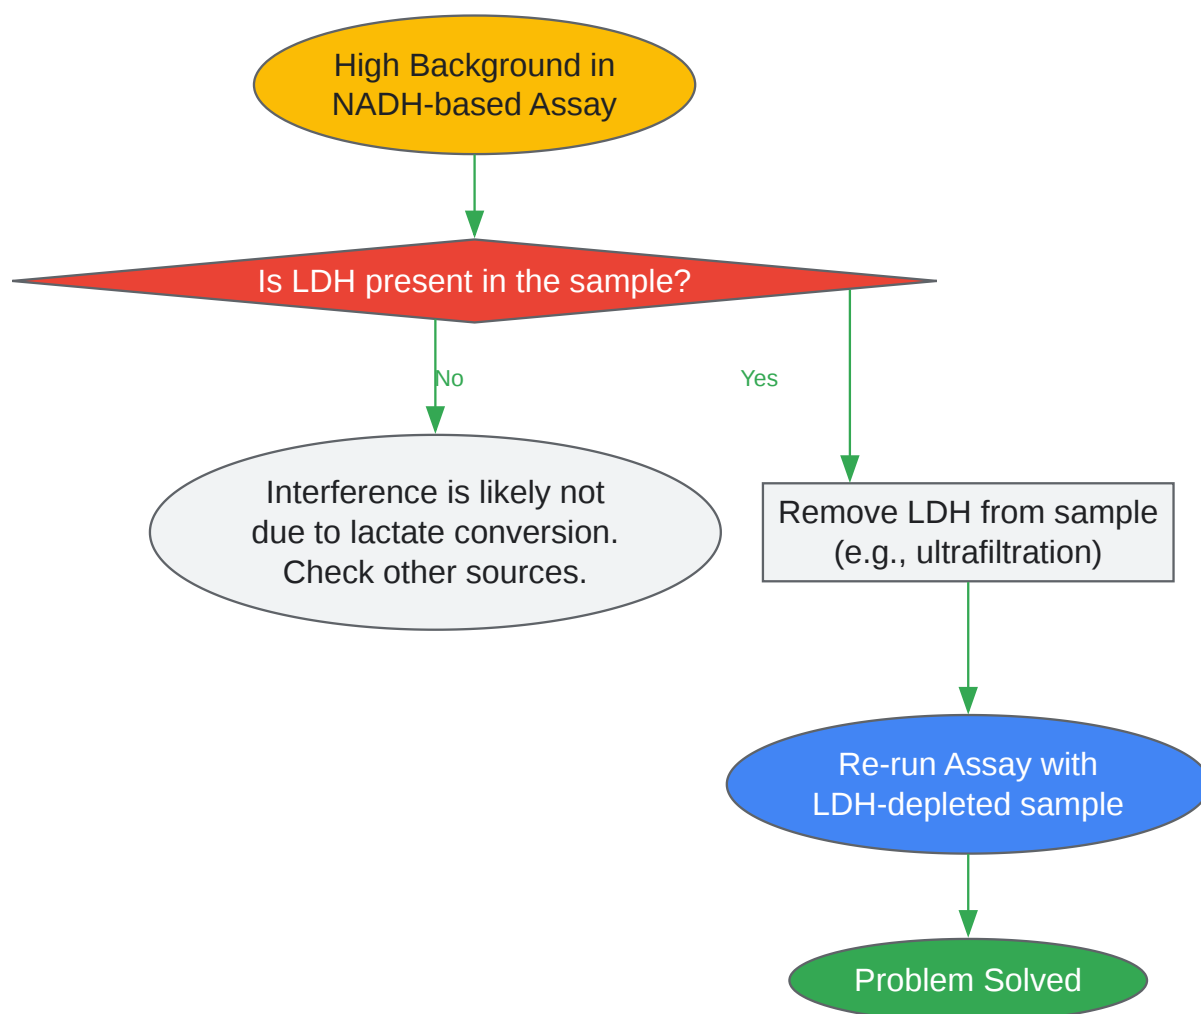 High Background in
NADH-based Assay
Is LDH present in the sample?
No
Yes
Interference is likely not
due to lactate conversion.
Check other sources.
Remove LDH from sample
(e.g., ultrafiltration)
Re-run Assay with
LDH-depleted sample
Problem Solved